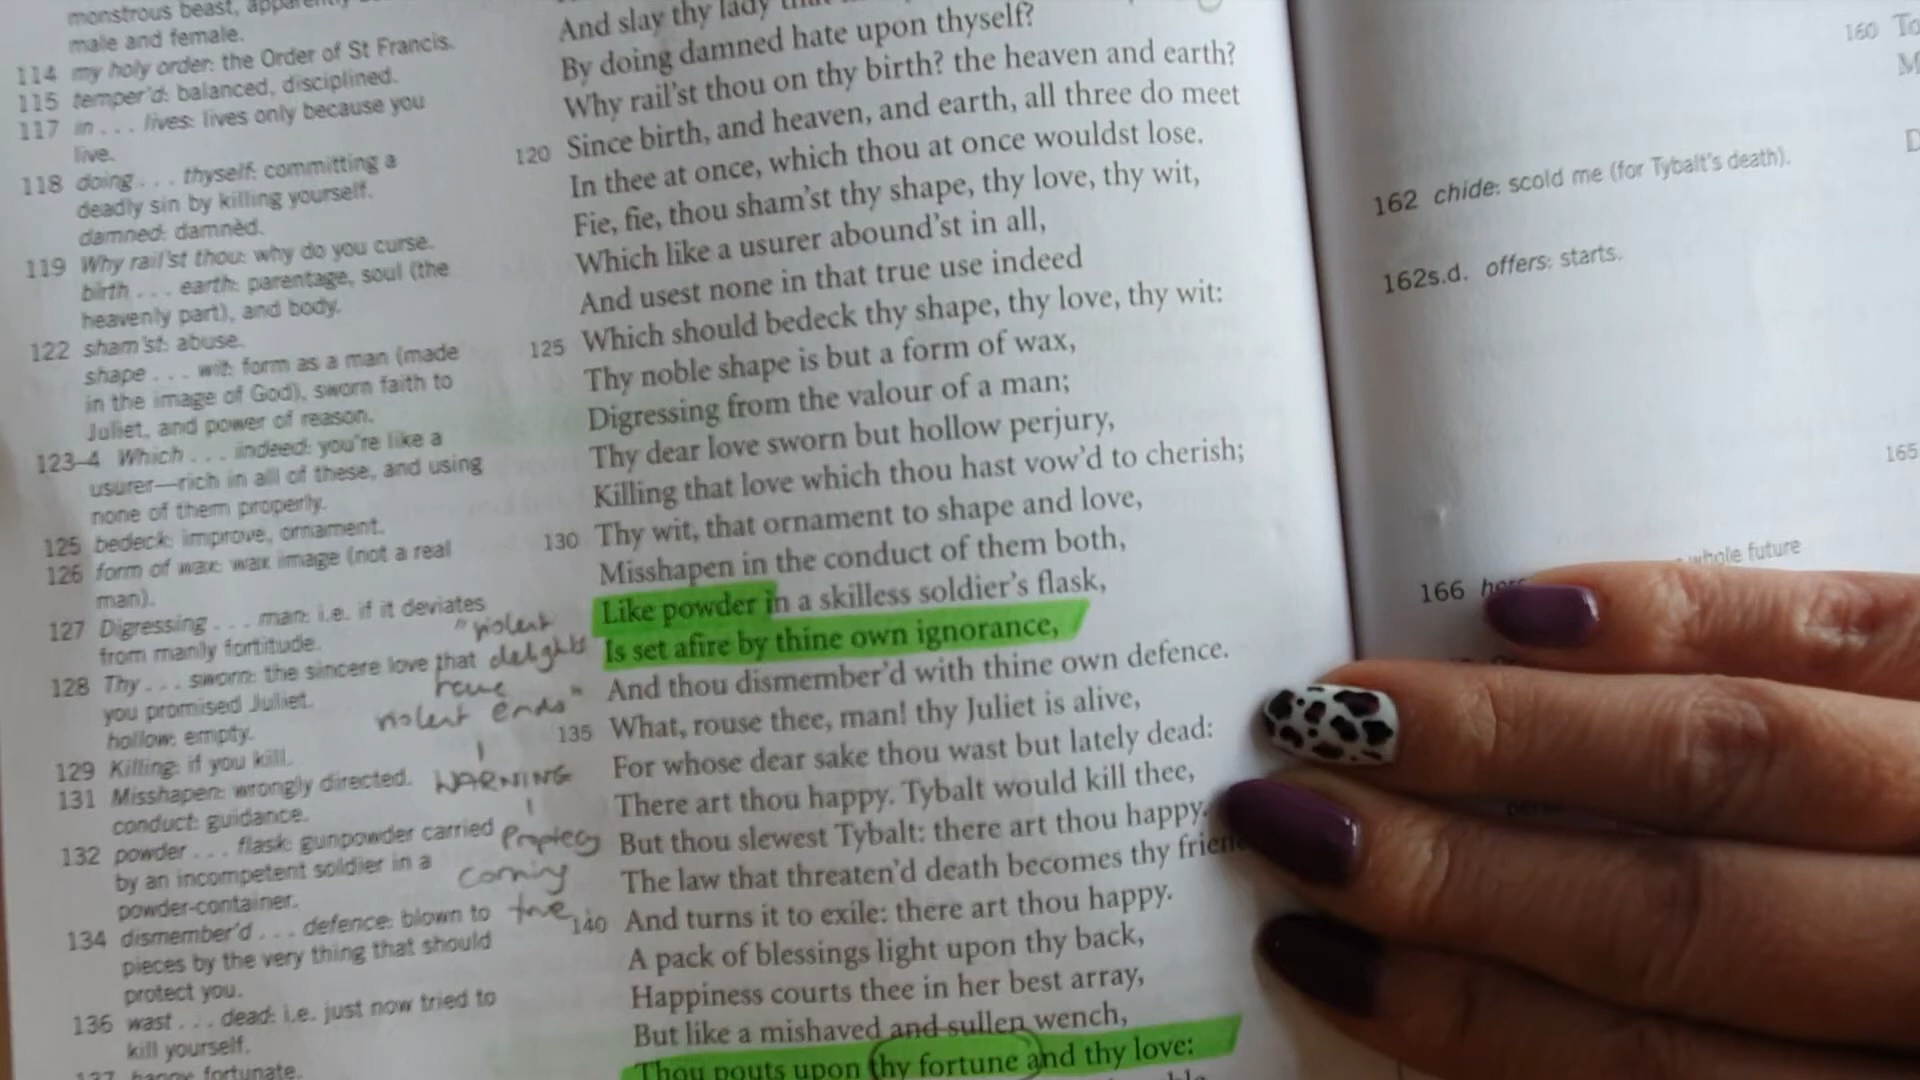 monstrous beast,
male and female.
114 my holy order: the Order of St Francis.
115 temper'd: balanced, disciplined.
117 in . . . lives: lives only because you
live.
118 doing . . . thyself: committing a
deadly sin by killing yourself.
damned: damnèd.
119 Why rail'st thou: why do you curse.
birth . . . earth: parentage, soul (the
heavenly part), and body.
122 sham'st: abuse.
shape . . . wit: form as a man (made
in the image of God), sworn faith to
Juliet, and power of reason.
123–4 Which . . . indeed: you're like a
usurer—rich in all of these, and using
none of them properly.
125 bedeck: improve, ornament.
126 form of wax: wax image (not a real
man).
127 Digressing . . . man: i.e. if it deviates
from manly fortitude.
128 Thy . . . sworn: the sincere love that
you promised Juliet.
hollow: empty.
129 Killing: if you kill.
131 Misshapen: wrongly directed.
conduct: guidance.
132 powder . . . flask: gunpowder carried
by an incompetent soldier in a
powder-container.
134 dismember'd . . . defence: blown to
pieces by the very thing that should
protect you.
136 wast . . . dead: i.e. just now tried to
kill yourself.
137 happy: fortunate.
"violent
delights
have
violent ends"
WARNING
coming
true
And slay thy lady
By doing damned hate upon thyself?
Why rail'st thou on thy birth? the heaven and earth?
120 Since birth, and heaven, and earth, all three do meet
In thee at once, which thou at once wouldst lose.
Fie, fie, thou sham'st thy shape, thy love, thy wit,
Which like a usurer abound'st in all,
And usest none in that true use indeed
125 Which should bedeck thy shape, thy love, thy wit:
Thy noble shape is but a form of wax,
Digressing from the valour of a man;
Thy dear love sworn but hollow perjury,
Killing that love which thou hast vow'd to cherish;
130 Thy wit, that ornament to shape and love,
Misshapen in the conduct of them both,
Like powder in a skilless soldier's flask,
Is set afire by thine own ignorance,
And thou dismember'd with thine own defence.
135 What, rouse thee, man! thy Juliet is alive,
For whose dear sake thou wast but lately dead:
There art thou happy. Tybalt would kill thee,
But thou slewest Tybalt: there art thou happy.
The law that threaten'd death becomes thy
140 And turns it to exile: there art thou happy.
A pack of blessings light upon thy back,
Happiness courts thee in her best array,
But like a mishaved and sullen wench,
Thou pouts upon thy fortune and thy love:
162 chide: scold me (for Tybalt's death).
162s.d. offers: starts.
166
whole future
160 To
165